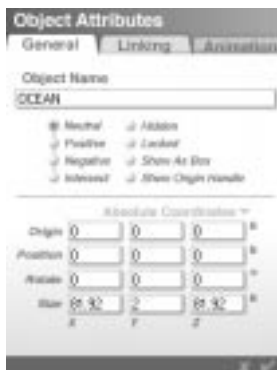 Object Attributes
General Linking Animation
Object Name
OCEAN
Neutral Hidden
Positive Locked
Negative Show As Box
Intersect Show Origin Handle
Absolute Coordinates
Origin 0 0 0
Position 0 0 0
Rotate 0 0 0
Size 81.92 2 81.92
X Y Z